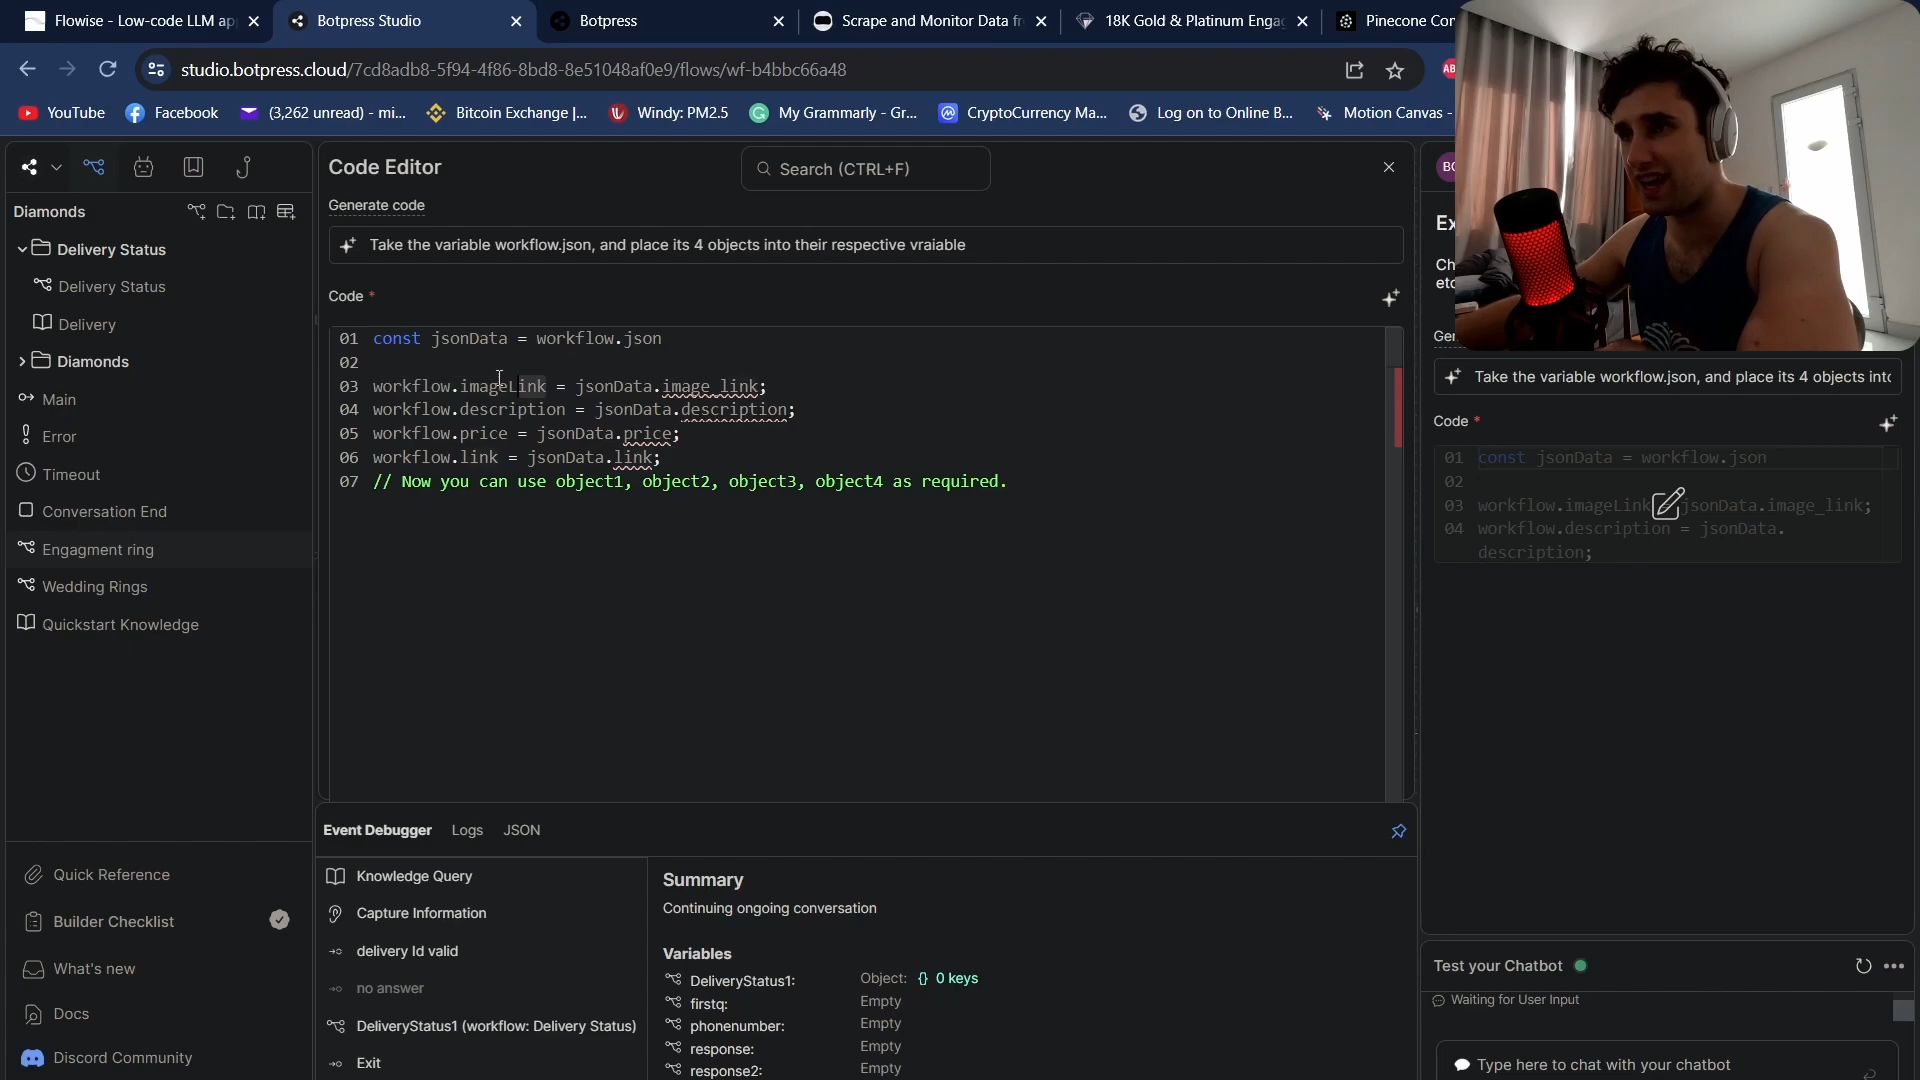 Flowise - Low-code LLM ap
Botpress Studio
Botpress
Scrape and Monitor Data fr
18K Gold & Platinum Engag
Pinecone Con
studio.botpress.cloud/7cd8adb8-5f94-4f86-8bd8-8e51048af0e9/flows/wf-b4bbc66a48
YouTube
Facebook
(3,262 unread) - mi...
Bitcoin Exchange |...
Windy: PM2.5
My Grammarly - Gr...
CryptoCurrency Ma...
Log on to Online B...
Motion Canvas -
Diamonds
Delivery Status
Delivery Status
Delivery
Diamonds
Main
Error
Timeout
Conversation End
Engagment ring
Wedding Rings
Quickstart Knowledge
Quick Reference
Builder Checklist
What's new
Docs
Discord Community
Code Editor
Search (CTRL+F)
Generate code
Take the variable workflow.json, and place its 4 objects into their respective vraiable
Code *
01 const jsonData = workflow.json
02
03 workflow.imageLink = jsonData.image_link;
04 workflow.description = jsonData.description;
05 workflow.price = jsonData.price;
06 workflow.link = jsonData.link;
07 // Now you can use object1, object2, object3, object4 as required.
Event Debugger
Logs
JSON
Knowledge Query
Capture Information
delivery Id valid
no answer
DeliveryStatus1 (workflow: Delivery Status)
Exit
Summary
Continuing ongoing conversation
Variables
DeliveryStatus1: Object: {} 0 keys
firstq: Empty
phonenumber: Empty
response: Empty
response2: Empty
Ex
Ch
etc
Take the variable workflow.json, and place its 4 objects intc
Code *
01 const jsonData = workflow.json
02
03 workflow.imageLink jsonData.image_link;
04 workflow.description = jsonData.
description;
Test your Chatbot
Waiting for User Input
Type here to chat with your chatbot